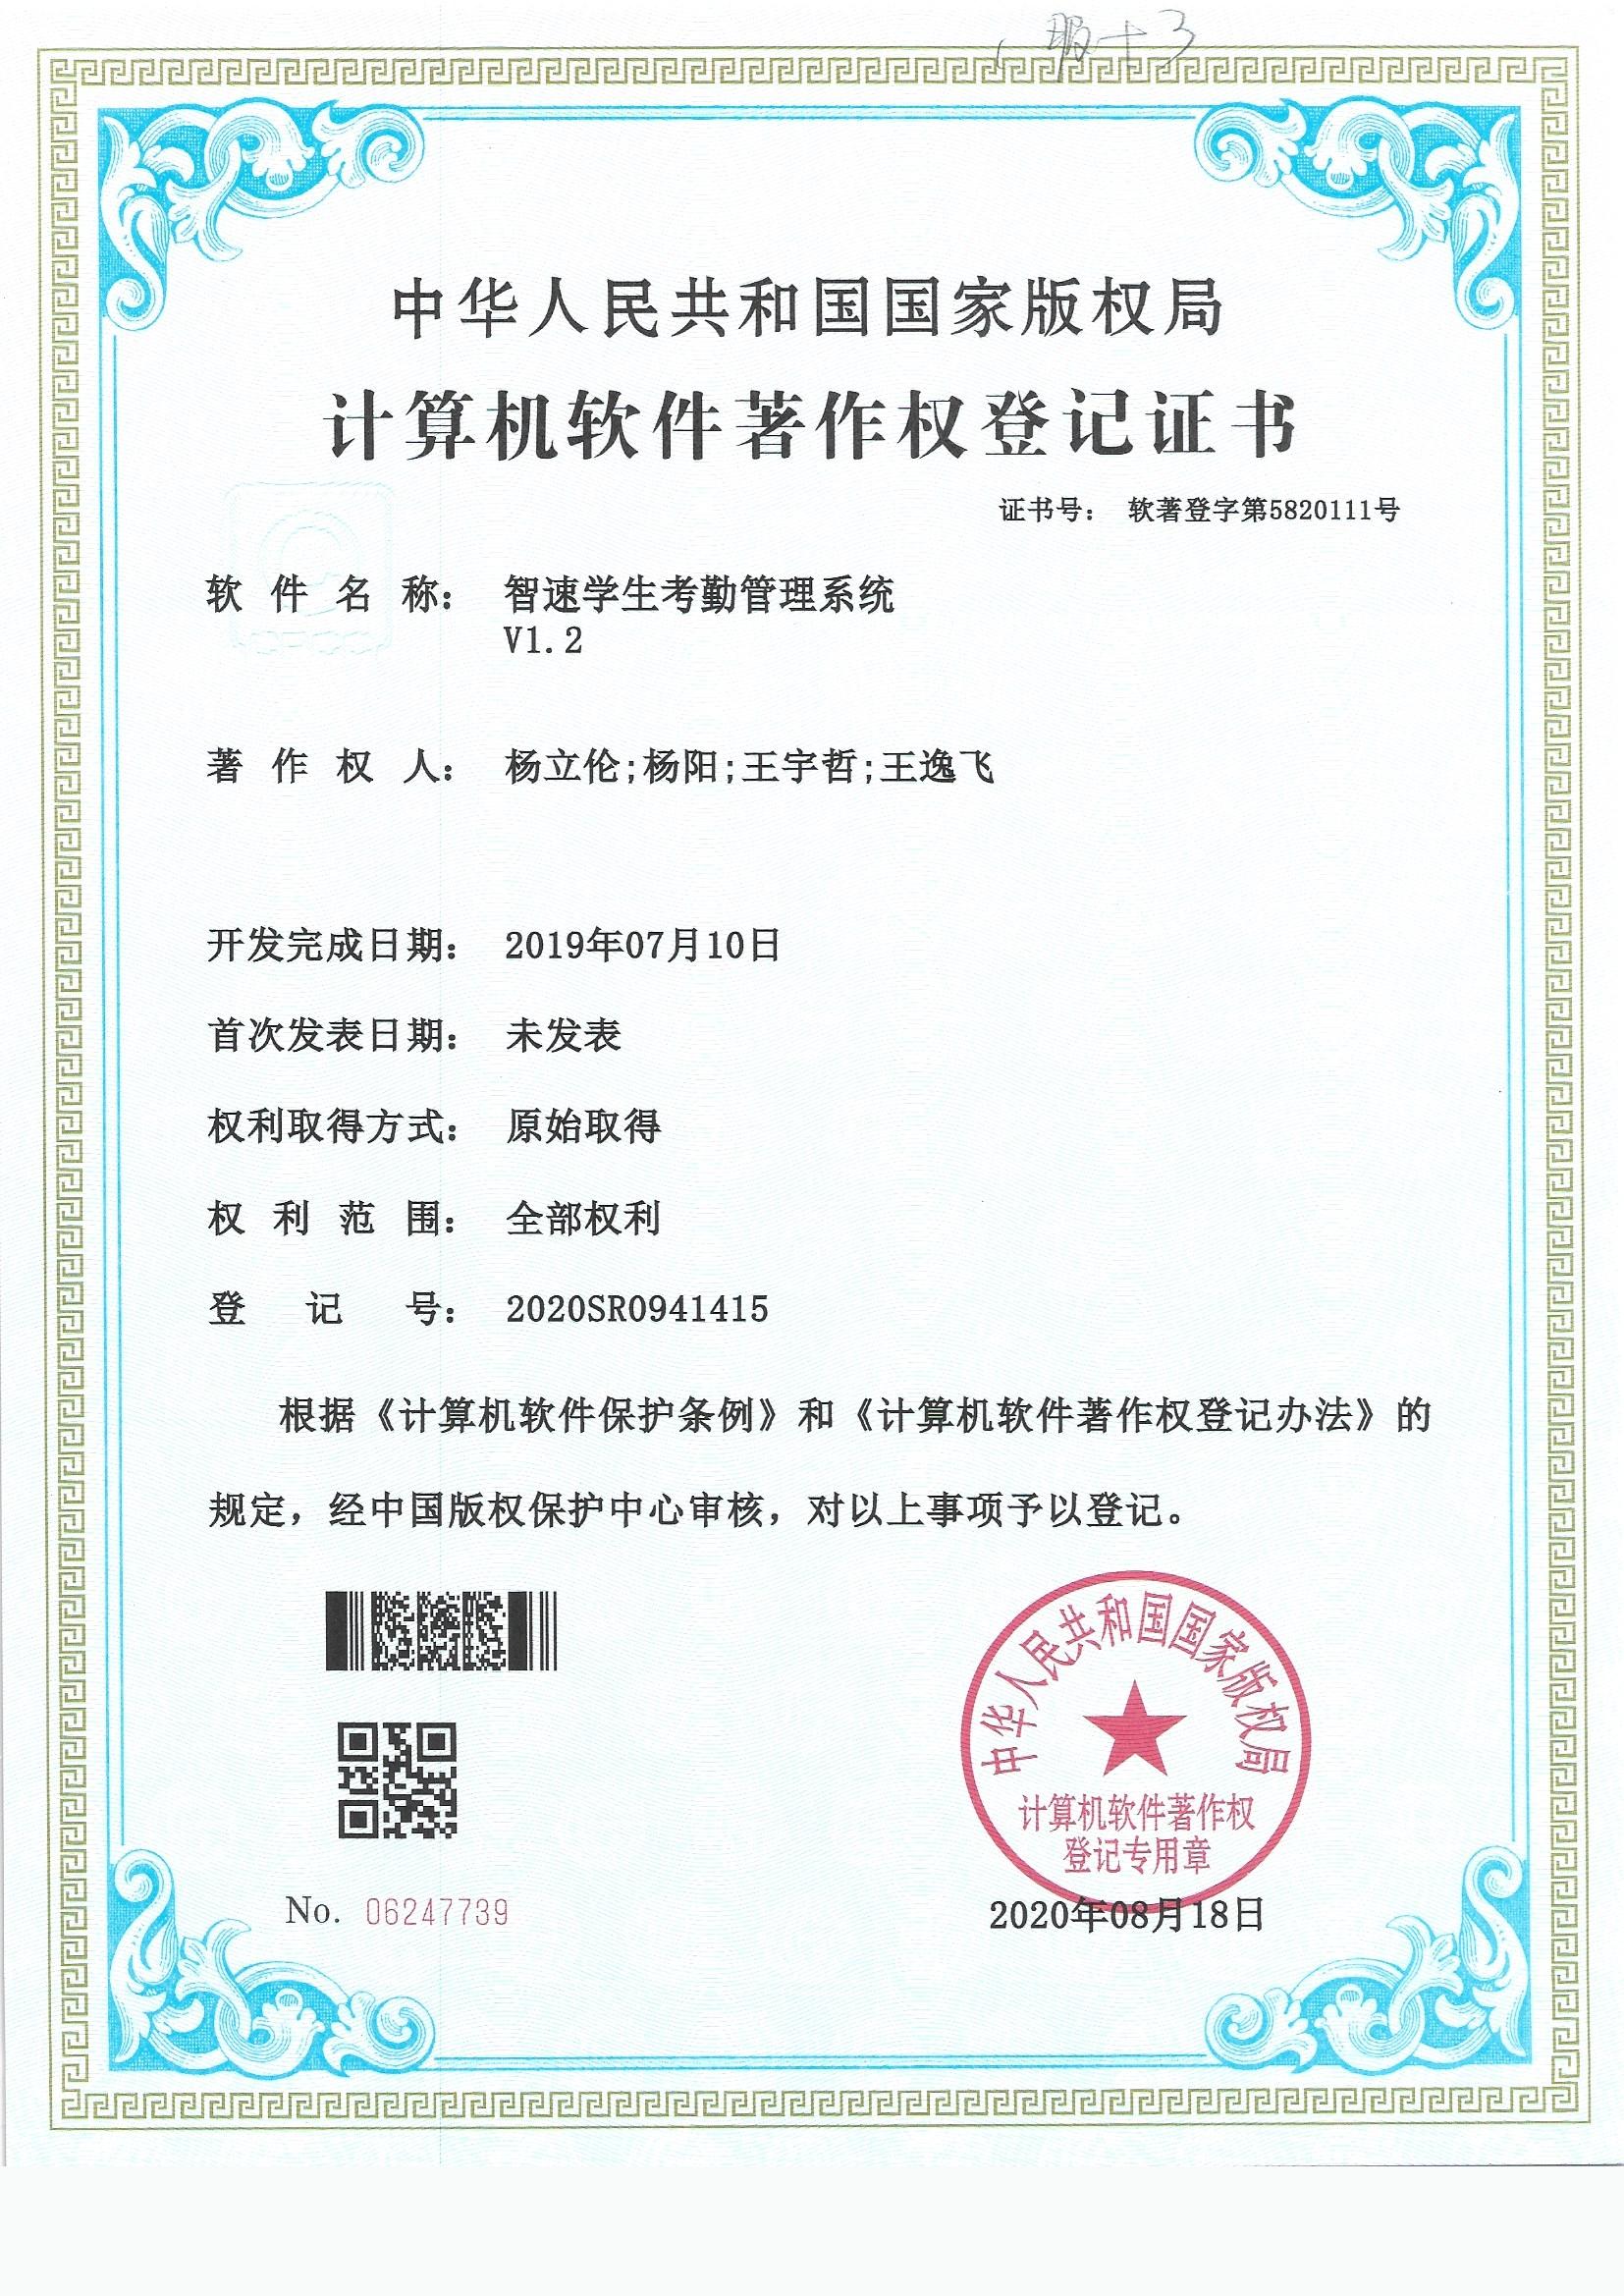 中华人民共和国国家版权局
计算机软件著作权登记证书
证书号： 软著登字第5820111号
软件名称： 智速学生考勤管理系统
V1.2
著作权人： 杨立伦;杨阳;王宇哲;王逸飞
开发完成日期： 2019年07月10日
首次发表日期： 未发表
权利取得方式： 原始取得
权利范围： 全部权利
登记号： 2020SR0941415
根据《计算机软件保护条例》和《计算机软件著作权登记办法》的
规定，经中国版权保护中心审核，对以上事项予以登记。
中华人民共和国国家版权局
计算机软件著作权
登记专用章
No. 06247739
2020年08月18日